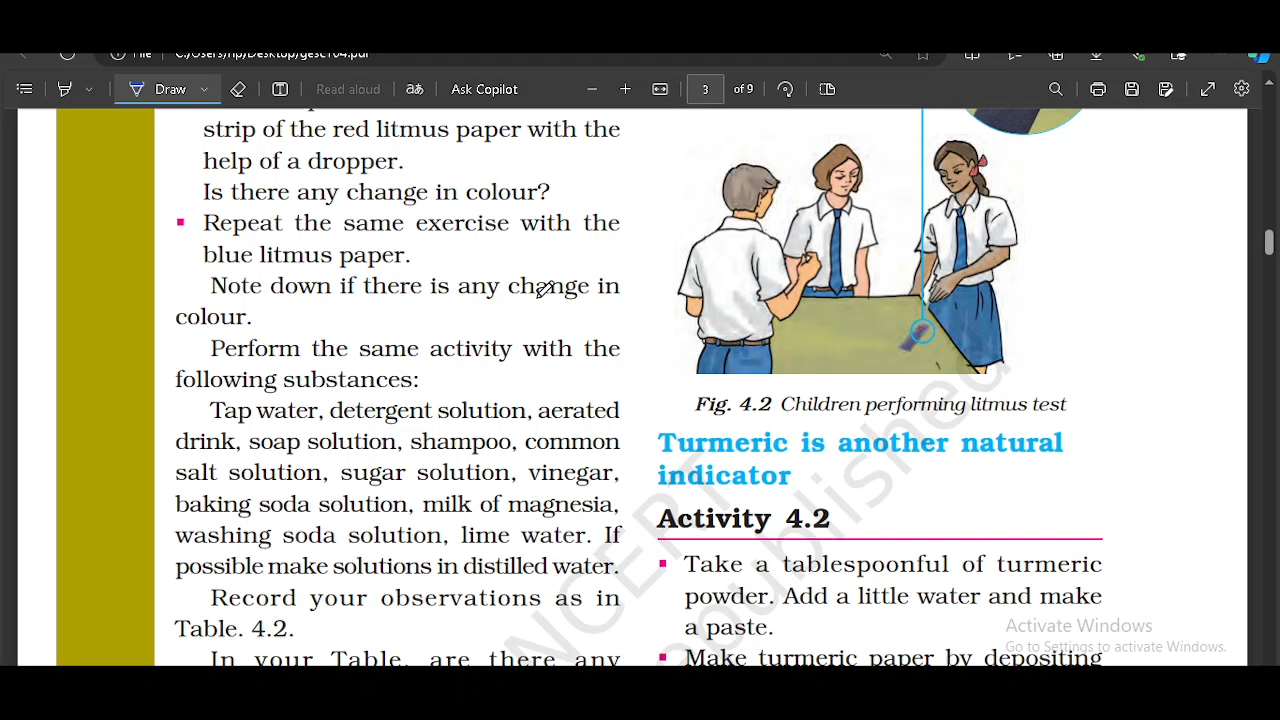 File
C:/Users/hp/Desktop/gesc104.pdf
Draw
Read aloud
Ask Copilot
3
of 9
strip of the red litmus paper with the
help of a dropper.
Is there any change in colour?
Repeat the same exercise with the
blue litmus paper.
Note down if there is any change in
colour.
Perform the same activity with the
following substances:
Tap water, detergent solution, aerated
drink, soap solution, shampoo, common
salt solution, sugar solution, vinegar,
baking soda solution, milk of magnesia,
washing soda solution, lime water. If
possible make solutions in distilled water.
Record your observations as in
Table. 4.2.
In your Table, are there any
Fig. 4.2 Children performing litmus test
Turmeric is another natural
indicator
Activity 4.2
Take a tablespoonful of turmeric
powder. Add a little water and make
a paste.
Make turmeric paper by depositing
NCERT
republished
Activate Windows
Go to Settings to activate Windows.